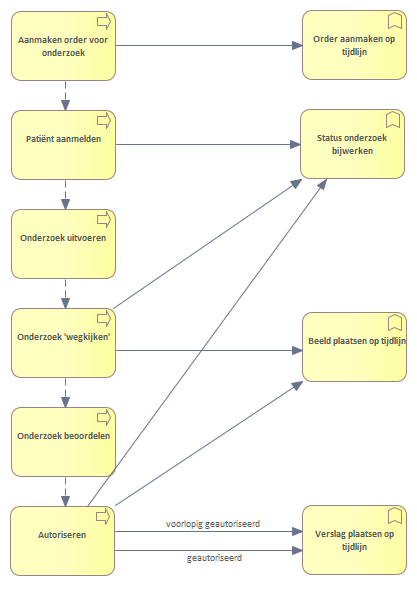 Aanmaken order voor
onderzoek
Order aanmaken op
tijdlijn
Patiënt aanmelden
Status onderzoek
bijwerken
Onderzoek uitvoeren
Onderzoek 'wegkijken'
Beeld plaatsen op tijdlijn
Onderzoek beoordelen
Autoriseren
voorlopig geautoriseerd
geautoriseerd
Verslag plaatsen op
tijdlijn